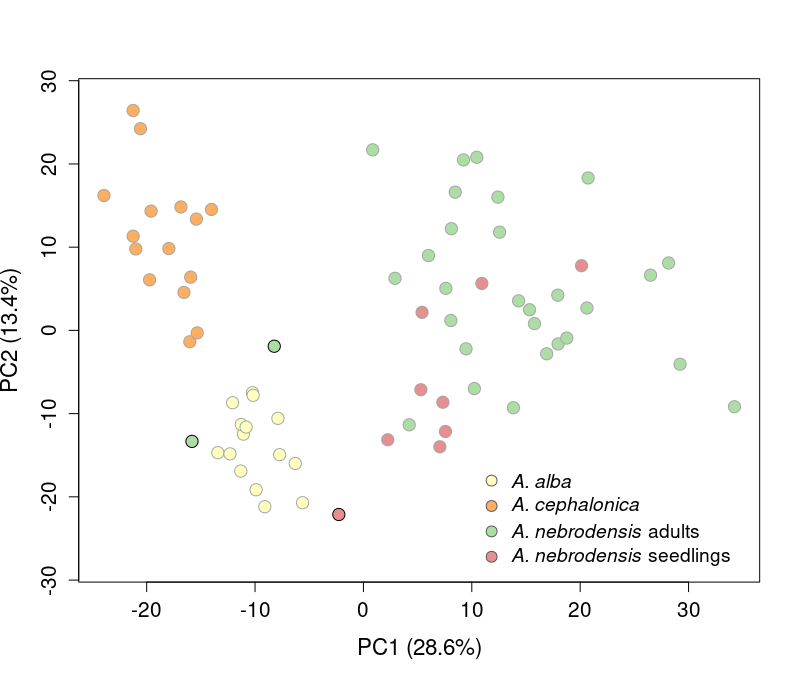 30
20
10
0
-10
-20
-30
PC2 (13.4%)
A. alba
A. cephalonica
A. nebrodensis adults
A. nebrodensis seedlings
-20 -10 0 10 20 30
PC1 (28.6%)